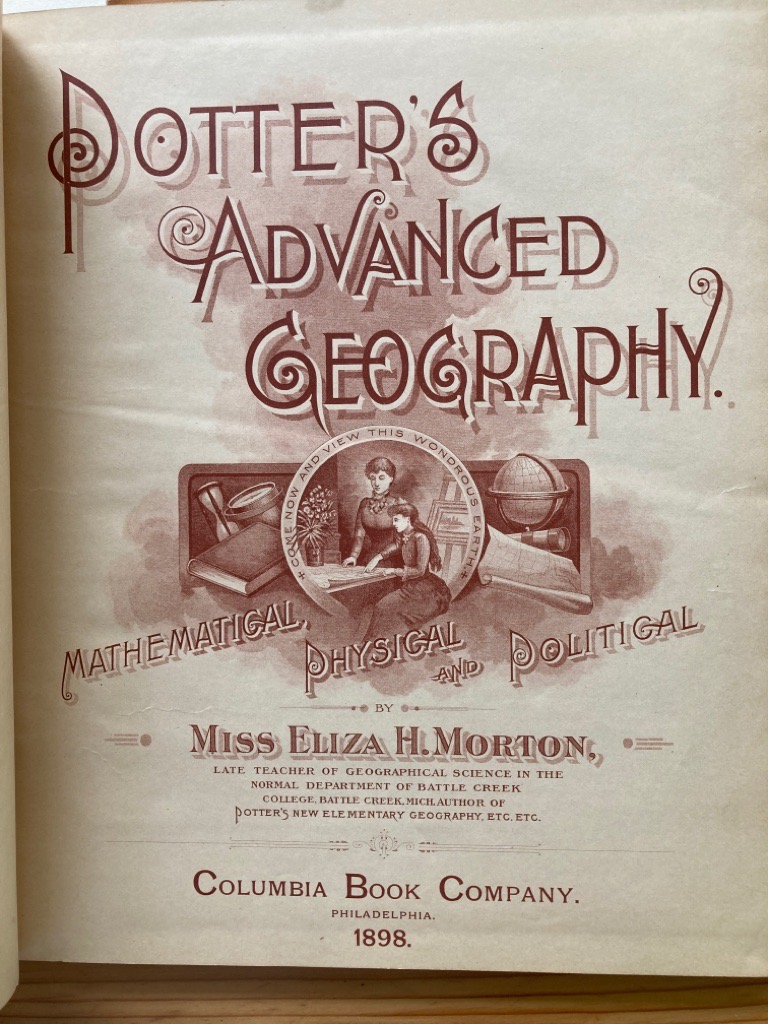 POTTER'S
ADVANCED
GEOGRAPHY.
+ COME NOW AND VIEW THIS WONDROUS EARTH. +
MATHEMATICAL, PHYSICAL AND POLITICAL
BY
MISS ELIZA H. MORTON,
LATE TEACHER OF GEOGRAPHICAL SCIENCE IN THE
NORMAL DEPARTMENT OF BATTLE CREEK
COLLEGE, BATTLE CREEK, MICH. AUTHOR OF
POTTER'S NEW ELEMENTARY GEOGRAPHY, ETC. ETC.
COLUMBIA BOOK COMPANY.
PHILADELPHIA.
1898.